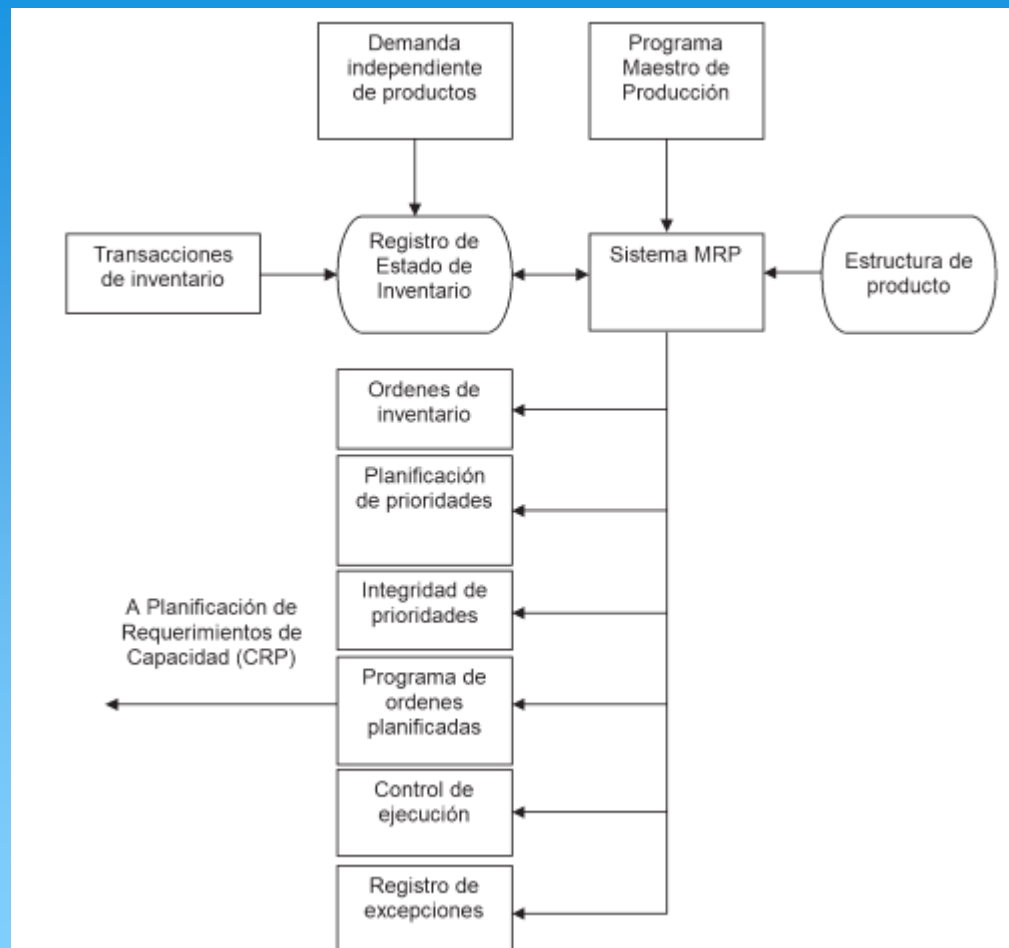 Demanda
independiente
de productos
Programa
Maestro de
Producción
Transacciones
de inventario
Registro de
Estado de
Inventario
Sistema MRP
Estructura de
producto
Ordenes de
inventario
Planificación
de prioridades
Integridad de
prioridades
A Planificación de
Requerimientos de
Capacidad (CRP)
Programa de
ordenes
planificadas
Control de
ejecución
Registro de
excepciones